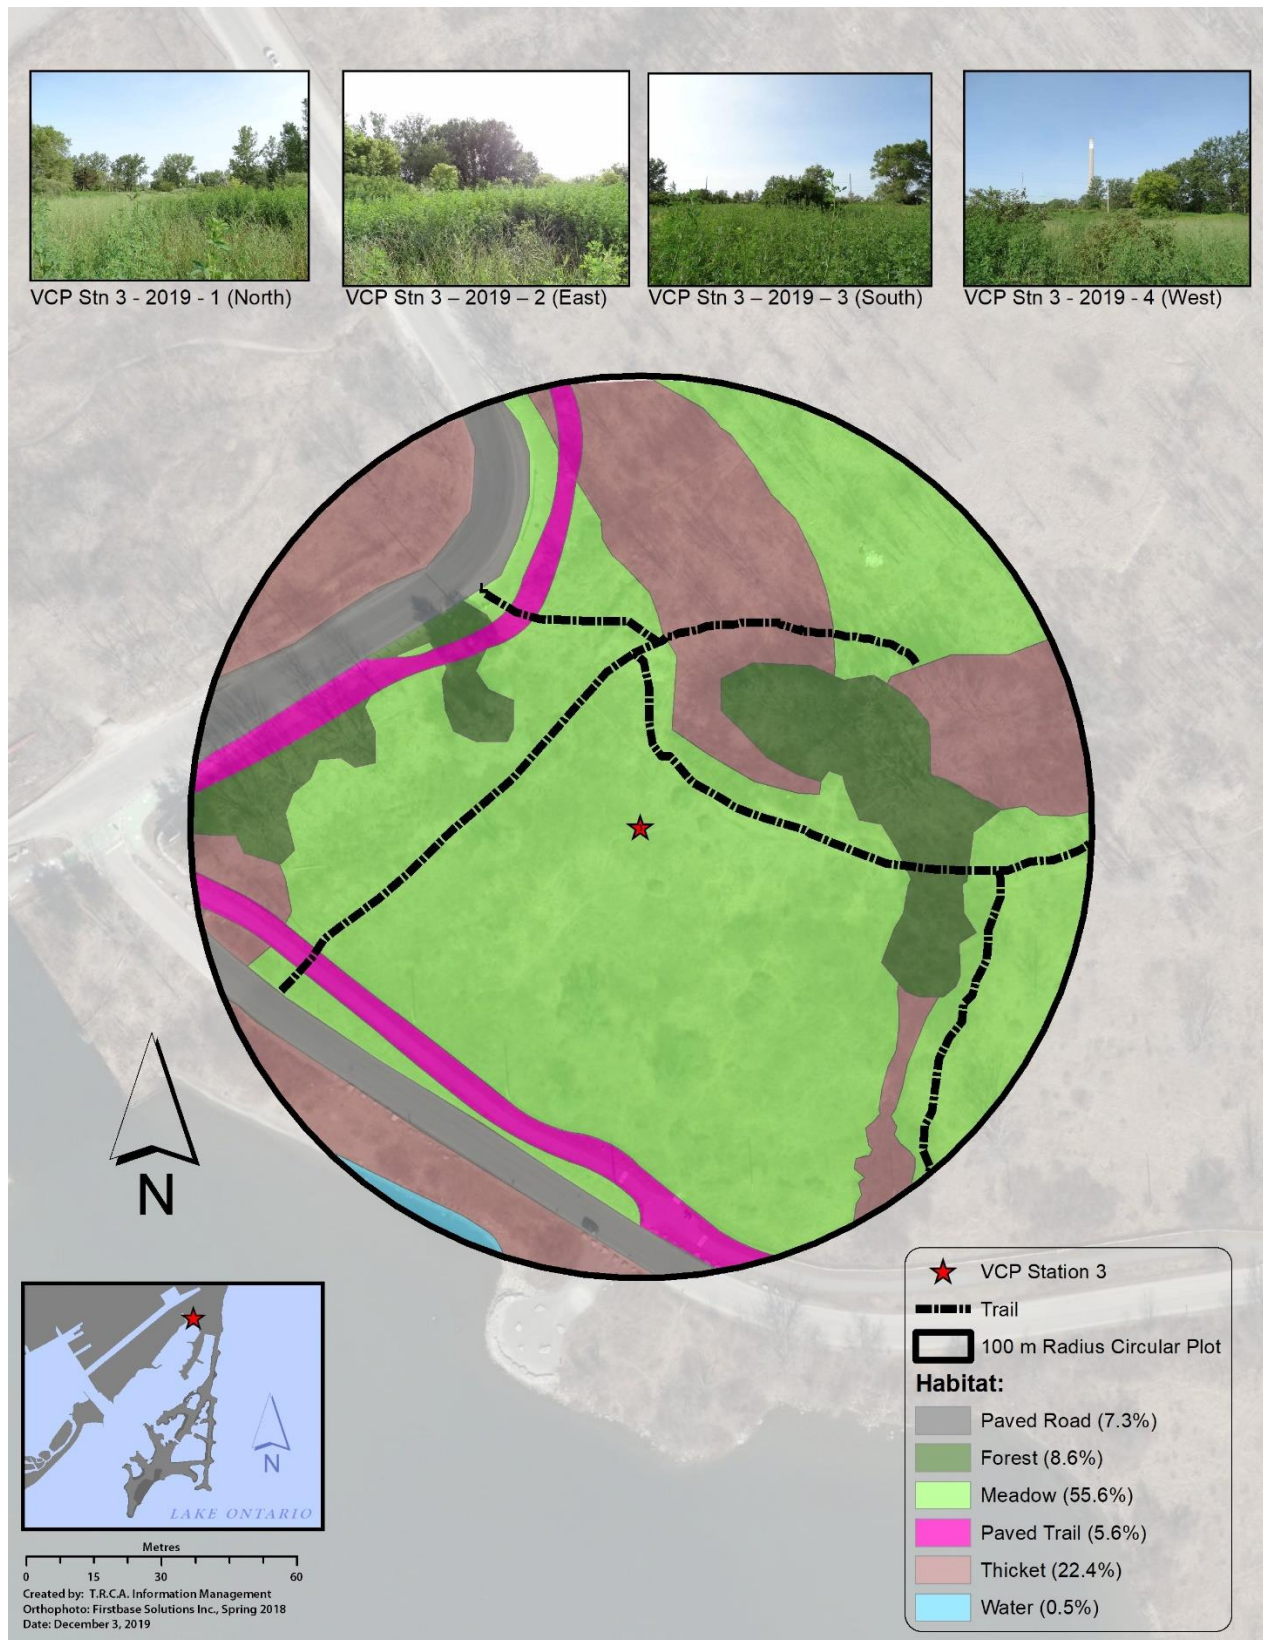 VCP Stn 3 - 2019 - 1 (North)
VCP Stn 3 – 2019 – 2 (East)
VCP Stn 3 – 2019 – 3 (South)
VCP Stn 3 - 2019 - 4 (West)
N
VCP Station 3
Trail
100 m Radius Circular Plot
Habitat:
Paved Road (7.3%)
Forest (8.6%)
Meadow (55.6%)
Paved Trail (5.6%)
Thicket (22.4%)
Water (0.5%)
N
LAKE ONTARIO
Metres
0 15 30 60
Created by: T.R.C.A. Information Management
Orthophoto: Firstbase Solutions Inc., Spring 2018
Date: December 3, 2019